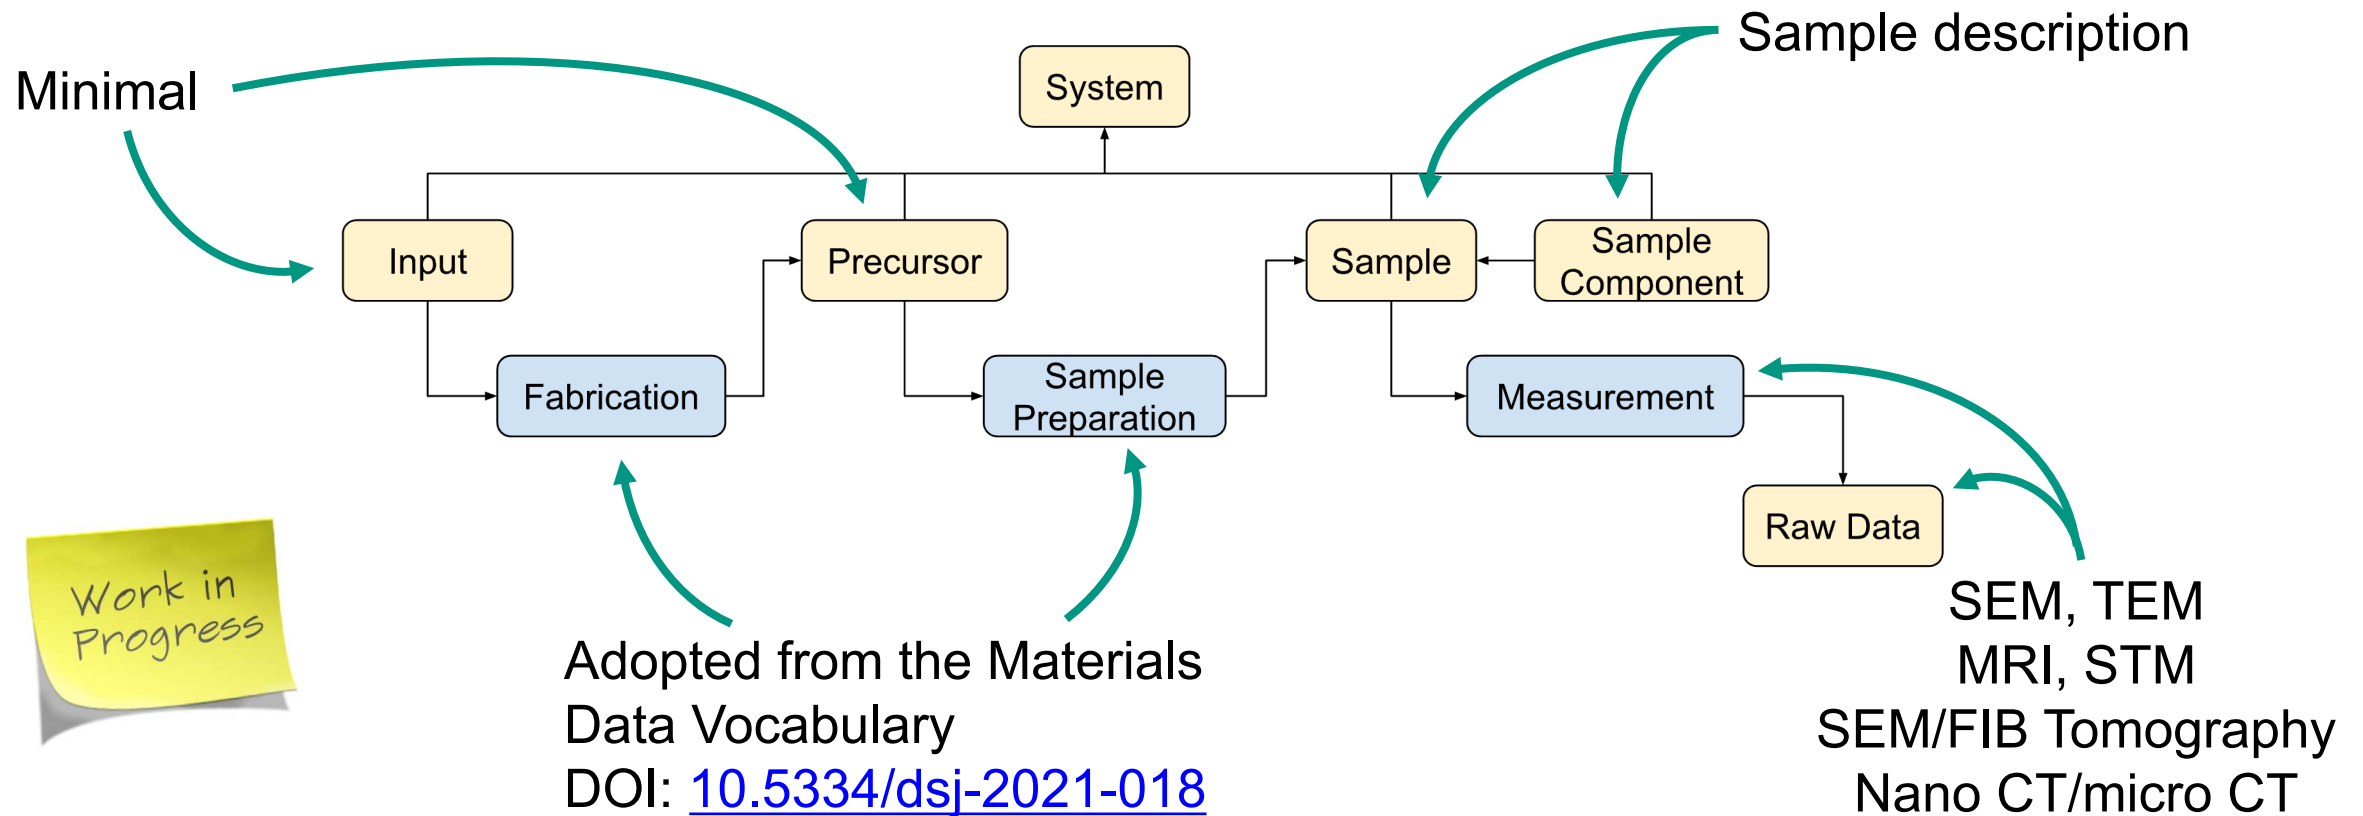 Sample description
Minimal
System
Input
Precursor
Sample
Sample
Component
Fabrication
Sample
Preparation
Measurement
Raw Data
Work in
Progress
SEM, TEM
MRI, STM
SEM/FIB Tomography
Nano CT/micro CT
Adopted from the Materials
Data Vocabulary
DOI: 10.5334/dsj-2021-018